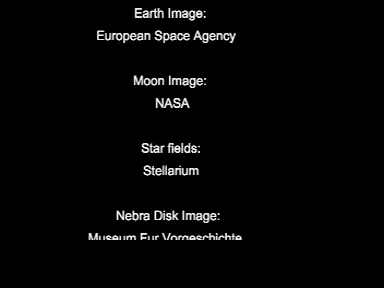 Earth Image:
European Space Agency
Moon Image:
NASA
Star fields:
Stellarium
Nebra Disk Image:
Museum Fur Vorgeschichte